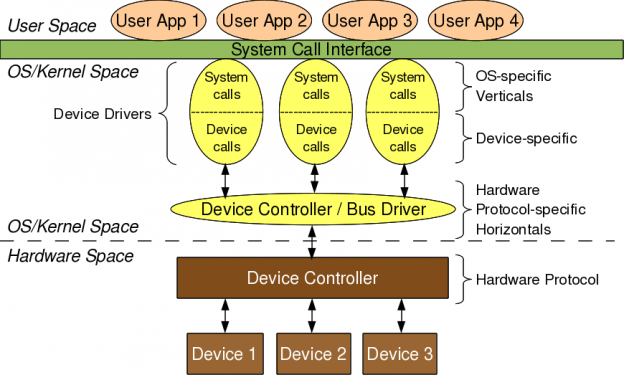 User App 1 User App 2 User App 3 User App 4
User Space
System Call Interface
OS/Kernel Space
System calls
Device calls
System calls
Device calls
System calls
Device calls
Device Drivers
OS-specific
Verticals
Device-specific
Device Controller / Bus Driver
Hardware
Protocol-specific
Horizontals
OS/Kernel Space
Hardware Space
Device Controller
Hardware Protocol
Device 1 Device 2 Device 3